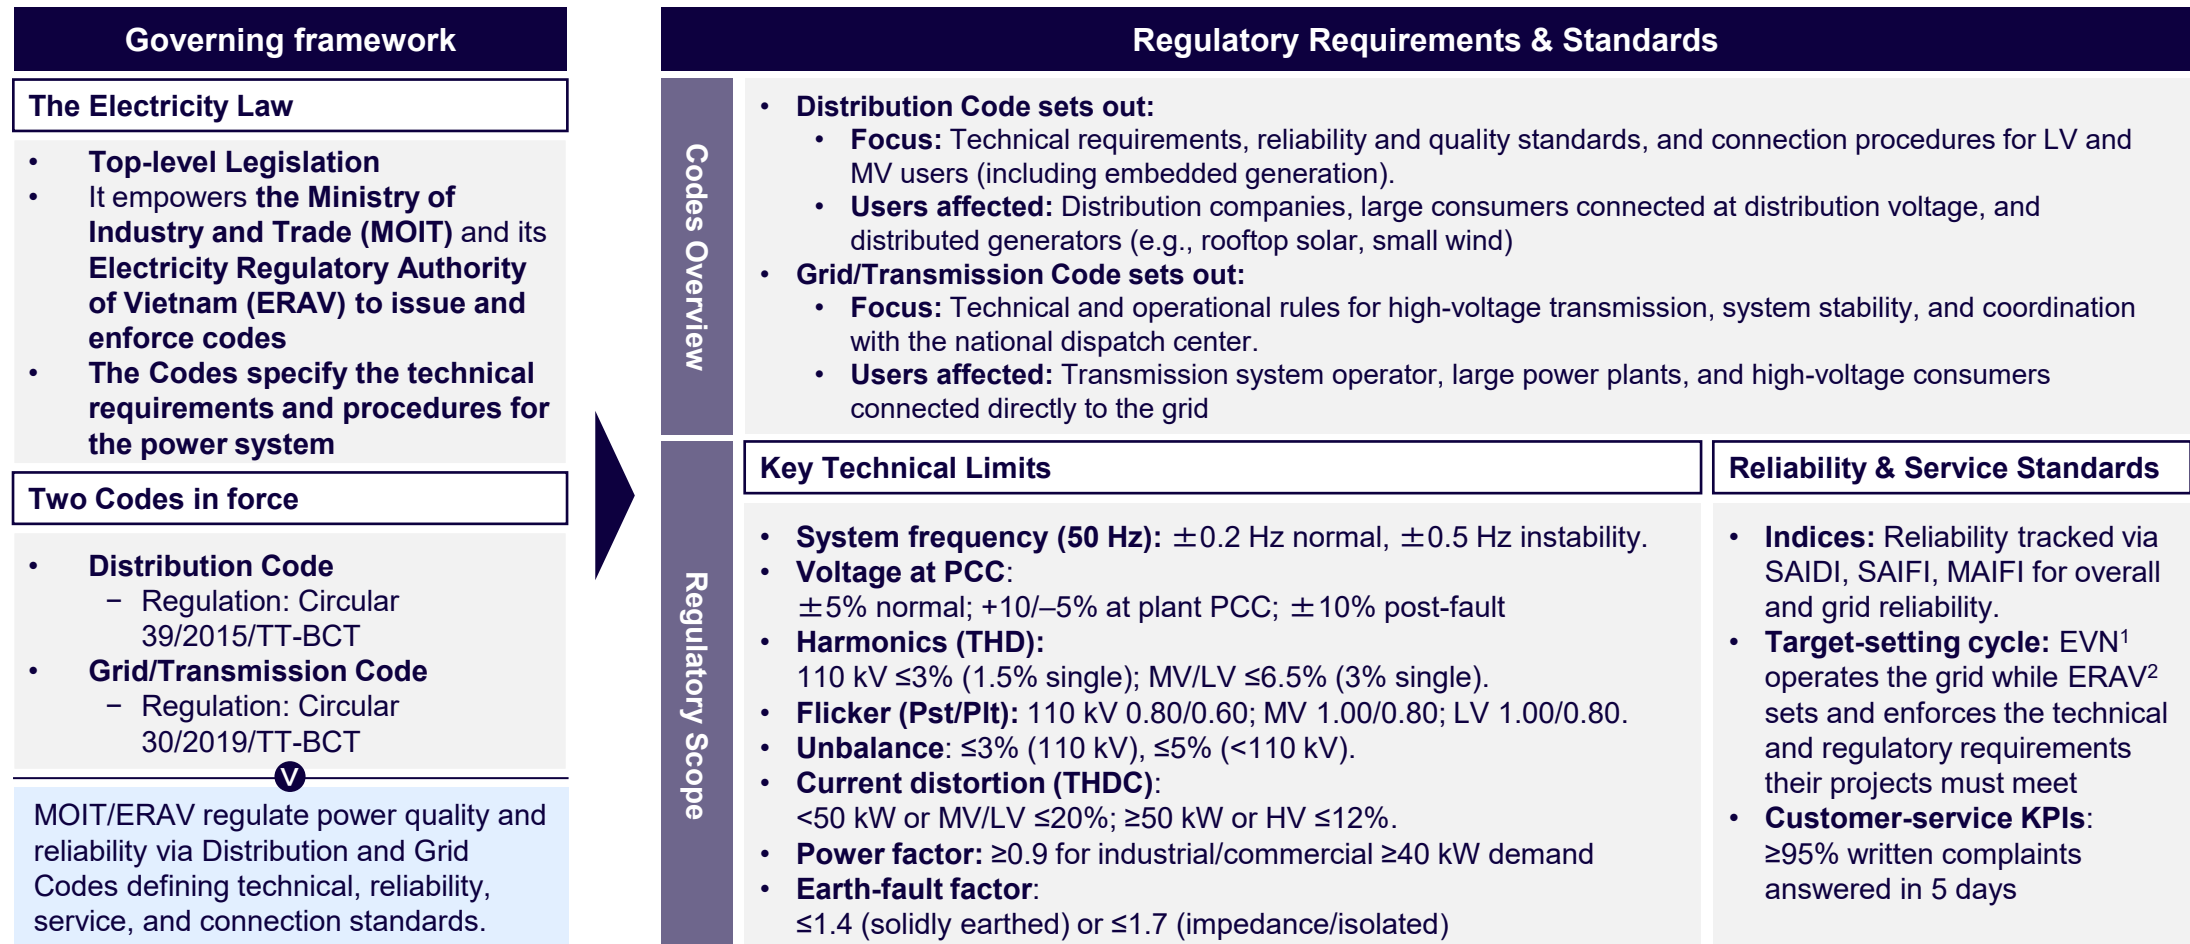 Governing framework
The Electricity Law
• Top-level Legislation
• It empowers the Ministry of
Industry and Trade (MOIT) and its
Electricity Regulatory Authority
of Vietnam (ERAV) to issue and
enforce codes
• The Codes specify the technical
requirements and procedures for
the power system
Two Codes in force
• Distribution Code
− Regulation: Circular
39/2015/TT-BCT
• Grid/Transmission Code
− Regulation: Circular
30/2019/TT-BCT
V
MOIT/ERAV regulate power quality and
reliability via Distribution and Grid
Codes defining technical, reliability,
service, and connection standards.
Regulatory Requirements & Standards
Codes Overview
• Distribution Code sets out:
• Focus: Technical requirements, reliability and quality standards, and connection procedures for LV and
MV users (including embedded generation).
• Users affected: Distribution companies, large consumers connected at distribution voltage, and
distributed generators (e.g., rooftop solar, small wind)
• Grid/Transmission Code sets out:
• Focus: Technical and operational rules for high-voltage transmission, system stability, and coordination
with the national dispatch center.
• Users affected: Transmission system operator, large power plants, and high-voltage consumers
connected directly to the grid
Regulatory Scope
Key Technical Limits
• System frequency (50 Hz): ±0.2 Hz normal, ±0.5 Hz instability.
• Voltage at PCC:
±5% normal; +10/–5% at plant PCC; ±10% post-fault
• Harmonics (THD):
110 kV ≤3% (1.5% single); MV/LV ≤6.5% (3% single).
• Flicker (Pst/Plt): 110 kV 0.80/0.60; MV 1.00/0.80; LV 1.00/0.80.
• Unbalance: ≤3% (110 kV), ≤5% (<110 kV).
• Current distortion (THDC):
<50 kW or MV/LV ≤20%; ≥50 kW or HV ≤12%.
• Power factor: ≥0.9 for industrial/commercial ≥40 kW demand
• Earth-fault factor:
≤1.4 (solidly earthed) or ≤1.7 (impedance/isolated)
Reliability & Service Standards
• Indices: Reliability tracked via
SAIDI, SAIFI, MAIFI for overall
and grid reliability.
• Target-setting cycle: EVN¹
operates the grid while ERAV²
sets and enforces the technical
and regulatory requirements
their projects must meet
• Customer-service KPIs:
≥95% written complaints
answered in 5 days